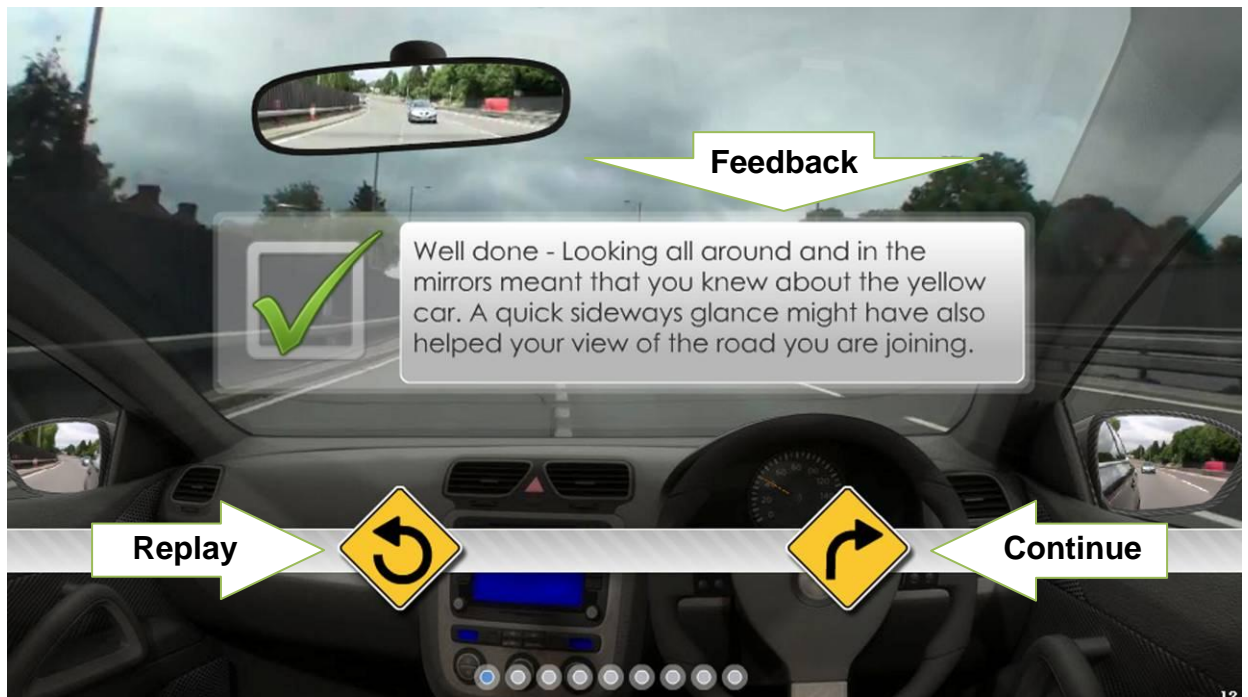 Feedback
Well done - Looking all around and in the
mirrors meant that you knew about the yellow
car. A quick sideways glance might have also
helped your view of the road you are joining.
Replay
Continue
12